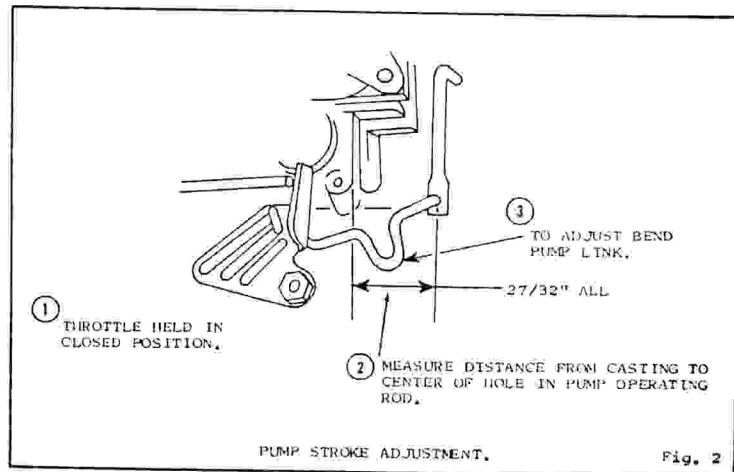 3
TO ADJUST BEND
PUMP LINK.
27/32" ALL
1
THROTTLE HELD IN
CLOSED POSITION.
2
MEASURE DISTANCE FROM CASTING TO
CENTER OF HOLE IN PUMP OPERATING
ROD.
PUMP STROKE ADJUSTMENT.
Fig. 2